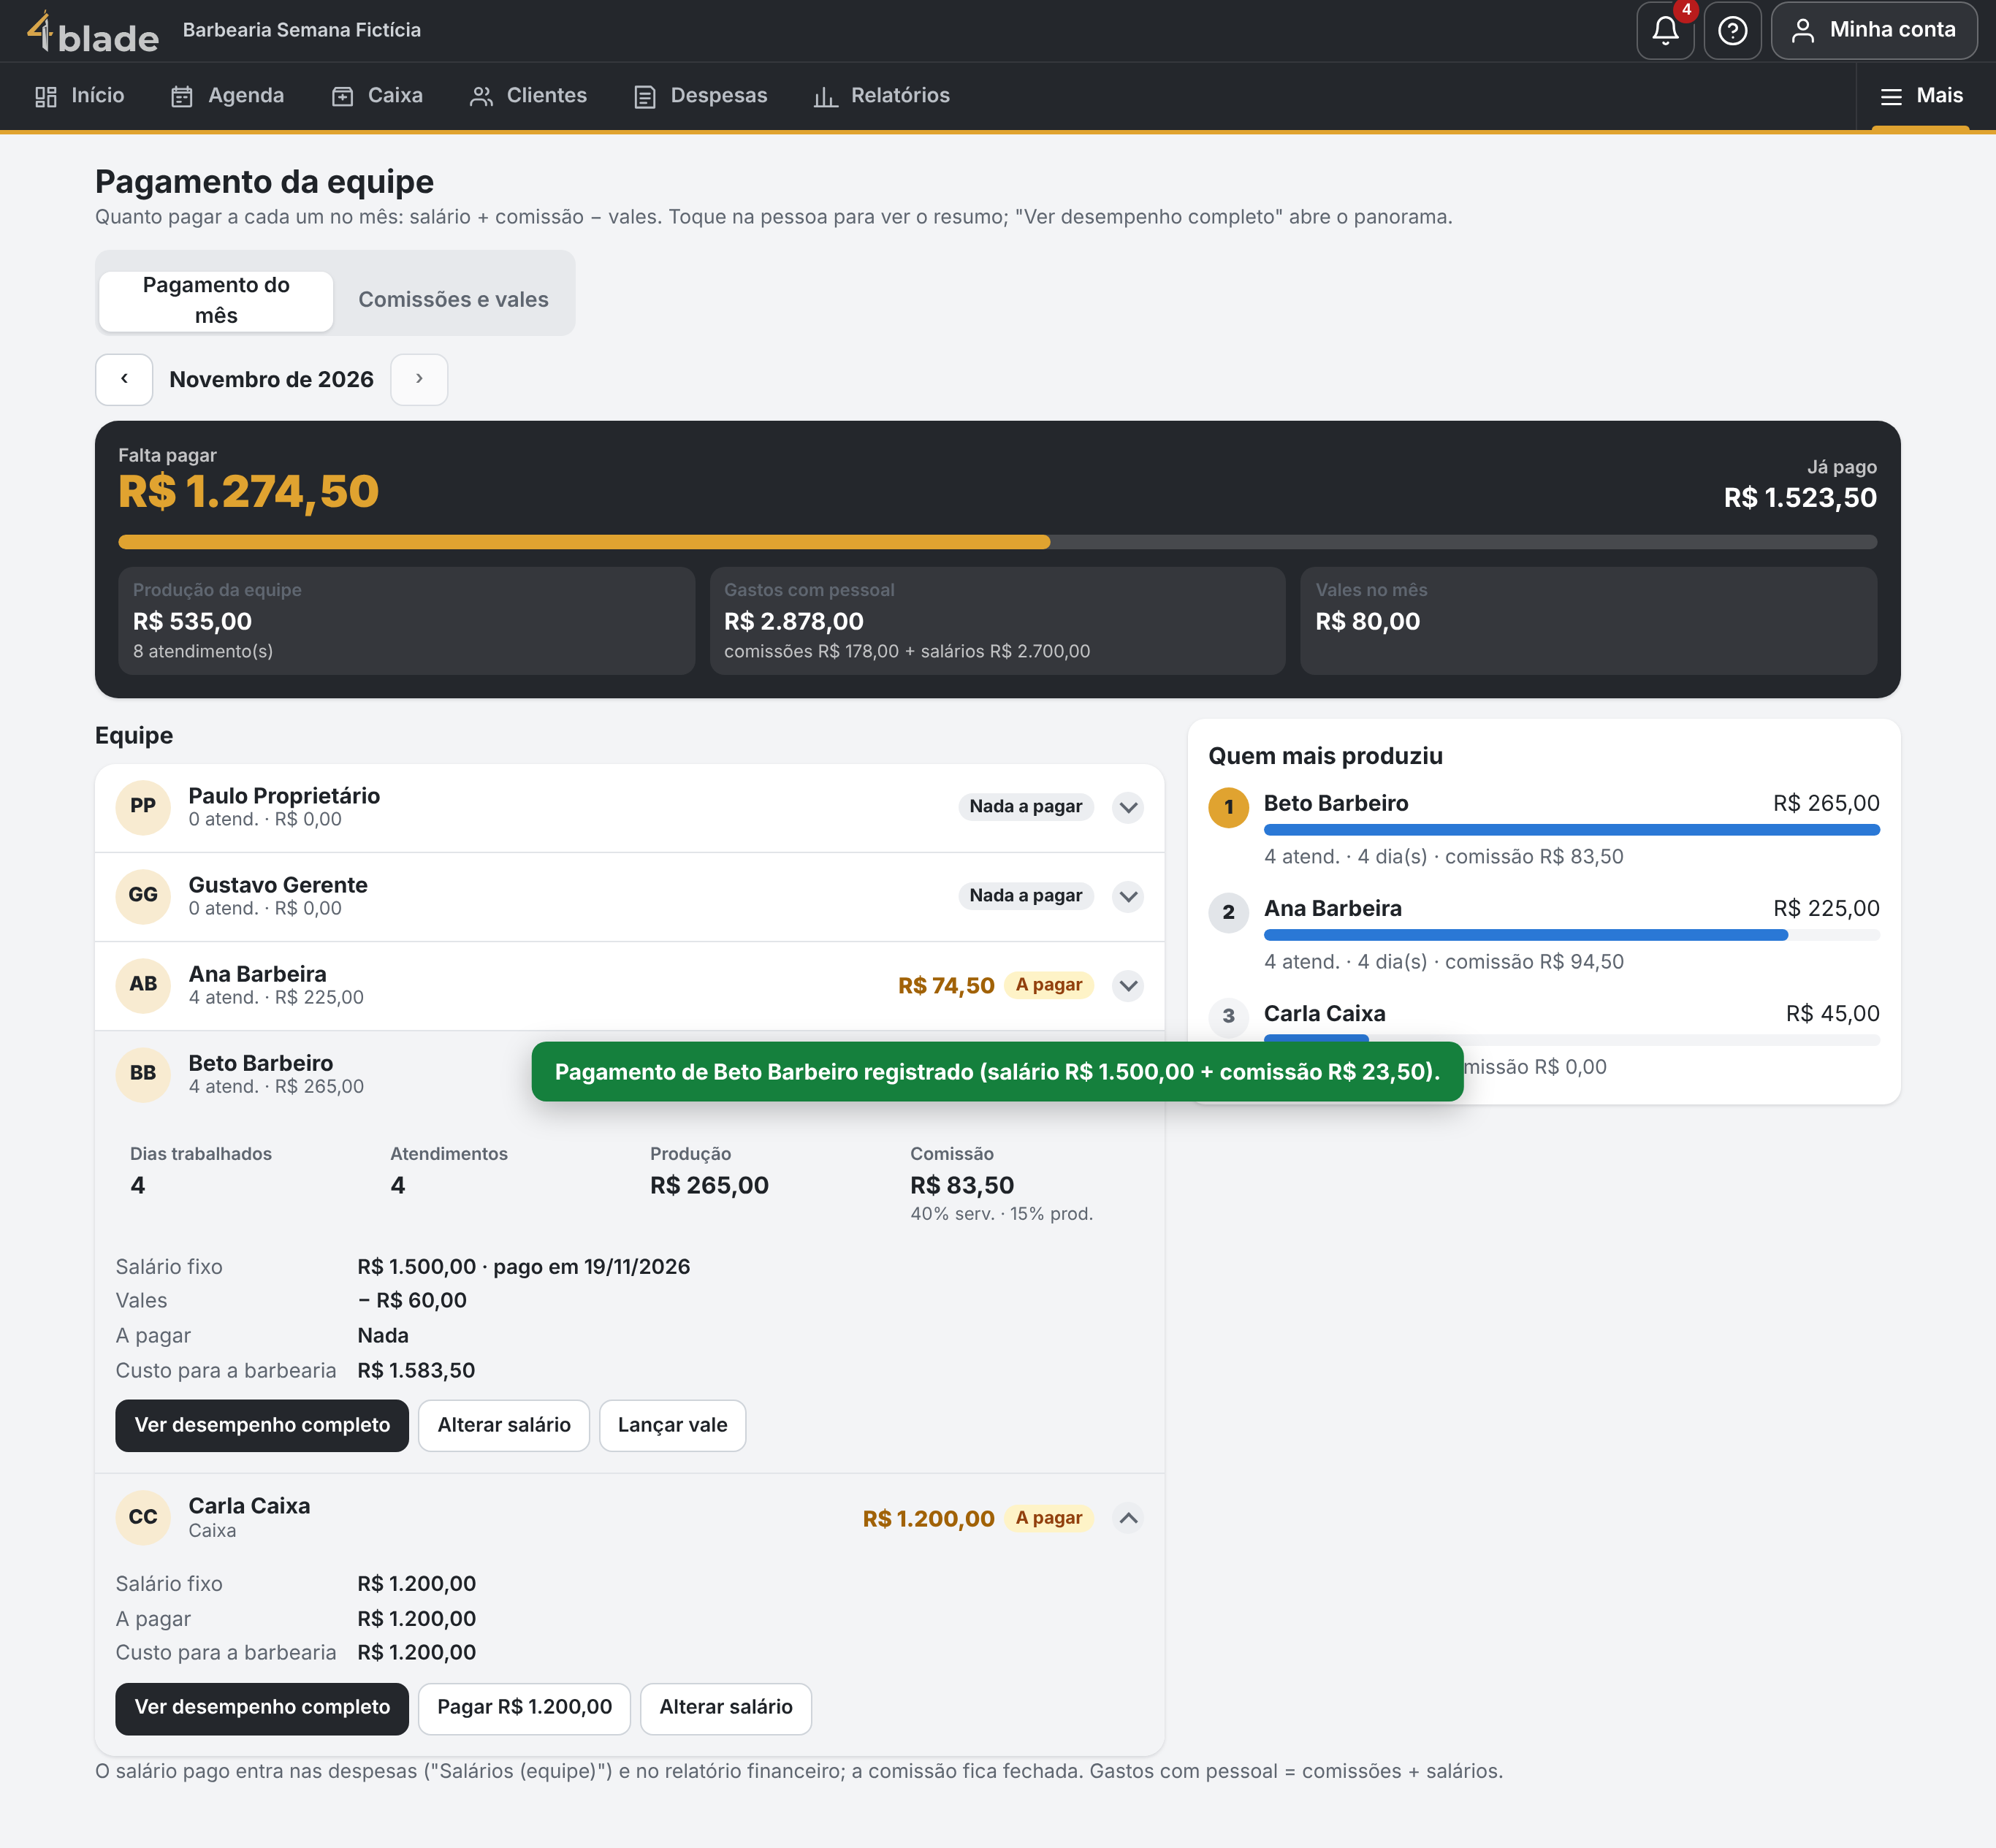 4blade
Barbearia Semana Fictícia
4
Minha conta
Início
Agenda
Caixa
Clientes
Despesas
Relatórios
Mais
Pagamento da equipe
Quanto pagar a cada um no mês: salário + comissão − vales. Toque na pessoa para ver o resumo; "Ver desempenho completo" abre o panorama.
Pagamento do
mês
Comissões e vales
Novembro de 2026
Falta pagar
R$ 1.274,50
Já pago
R$ 1.523,50
Produção da equipe
R$ 535,00
8 atendimento(s)
Gastos com pessoal
R$ 2.878,00
comissões R$ 178,00 + salários R$ 2.700,00
Vales no mês
R$ 80,00
Equipe
PP
Paulo Proprietário
0 atend. · R$ 0,00
Nada a pagar
GG
Gustavo Gerente
0 atend. · R$ 0,00
Nada a pagar
AB
Ana Barbeira
4 atend. · R$ 225,00
R$ 74,50
A pagar
BB
Beto Barbeiro
4 atend. · R$ 265,00
Pagamento de Beto Barbeiro registrado (salário R$ 1.500,00 + comissão R$ 23,50).
Dias trabalhados
4
Atendimentos
4
Produção
R$ 265,00
Comissão
R$ 83,50
40% serv. · 15% prod.
Salário fixo
R$ 1.500,00 · pago em 19/11/2026
Vales
− R$ 60,00
A pagar
Nada
Custo para a barbearia
R$ 1.583,50
Ver desempenho completo
Alterar salário
Lançar vale
CC
Carla Caixa
Caixa
R$ 1.200,00
A pagar
Salário fixo
R$ 1.200,00
A pagar
R$ 1.200,00
Custo para a barbearia
R$ 1.200,00
Ver desempenho completo
Pagar R$ 1.200,00
Alterar salário
Quem mais produziu
1
Beto Barbeiro
R$ 265,00
4 atend. · 4 dia(s) · comissão R$ 83,50
2
Ana Barbeira
R$ 225,00
4 atend. · 4 dia(s) · comissão R$ 94,50
3
Carla Caixa
R$ 45,00
missão R$ 0,00
O salário pago entra nas despesas ("Salários (equipe)") e no relatório financeiro; a comissão fica fechada. Gastos com pessoal = comissões + salários.